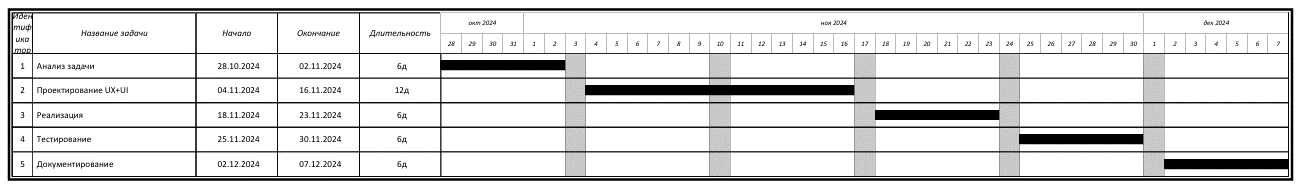 Иден
тиф
ика
тор
Название задачи
Начало
Окончание
Длительность
окт 2024
ноя 2024
дек 2024
28 29 30 31 1 2 3 4 5 6 7 8 9 10 11 12 13 14 15 16 17 18 19 20 21 22 23 24 25 26 27 28 29 30 1 2 3 4 5 6 7
1 Анализ задачи 28.10.2024 02.11.2024 6д
2 Проектирование UX+UI 04.11.2024 16.11.2024 12д
3 Реализация 18.11.2024 23.11.2024 6д
4 Тестирование 25.11.2024 30.11.2024 6д
5 Документирование 02.12.2024 07.12.2024 6д